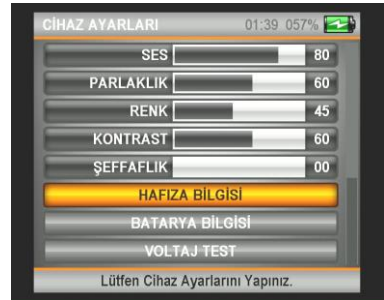 CİHAZ AYARLARI 01:39 057%
SES 80
PARLAKLIK 60
RENK 45
KONTRAST 60
ŞEFFAFLIK 00
HAFIZA BİLGİSİ
BATARYA BİLGİSİ
VOLTAJ TEST
Lütfen Cihaz Ayarlarını Yapınız.